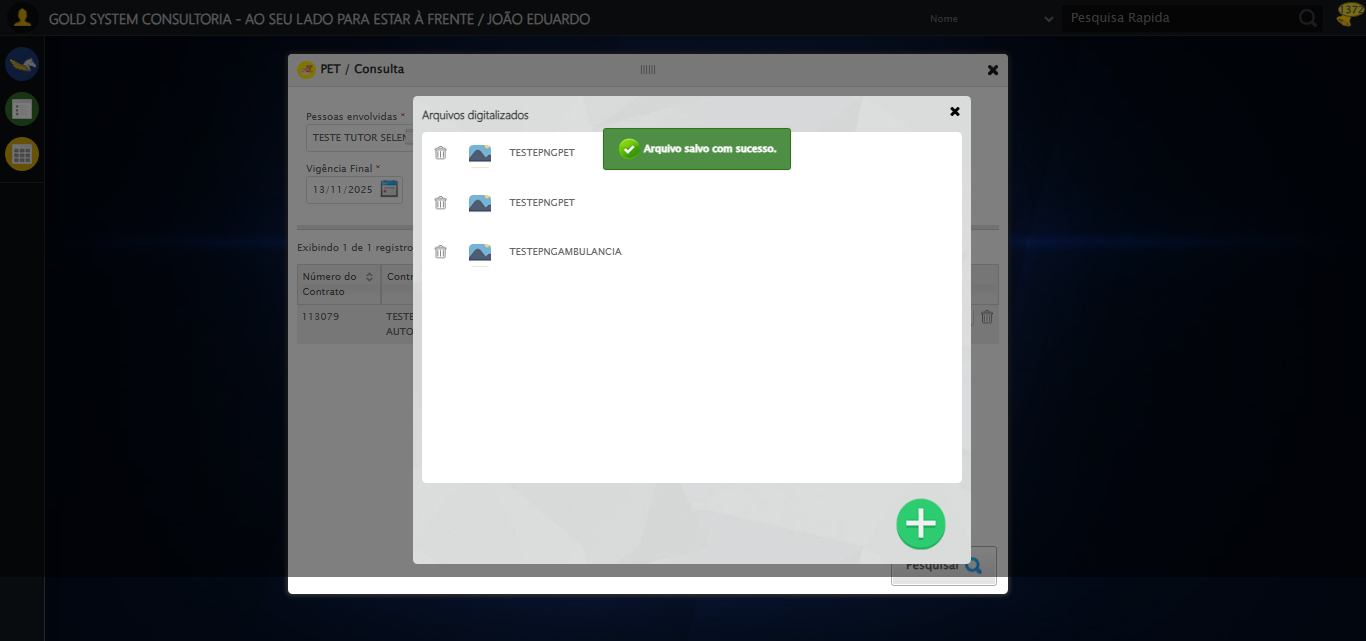 GOLD SYSTEM CONSULTORIA - AO SEU LADO PARA ESTAR À FRENTE / JOÃO EDUARDO
Nome
Pesquisa Rapida
1372
PET / Consulta
Pessoas envolvidas *
TESTE TUTOR SELEN
Vigência Final *
13/11/2025
Exibindo 1 de 1 registro
Número do Contrato
Contr
113079
TESTE
AUTO
Arquivos digitalizados
Arquivo salvo com sucesso.
TESTEPNGPET
TESTEPNGPET
TESTEPNGAMBULANCIA
Pesquisar